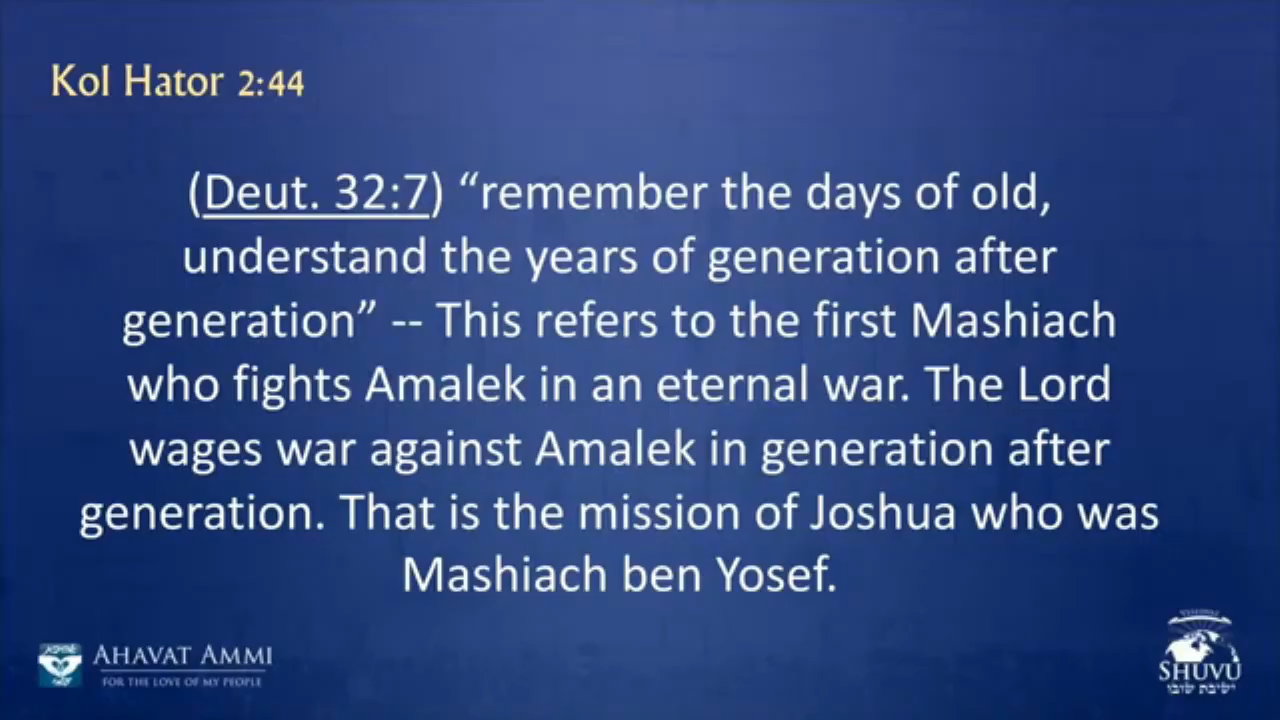 Kol Hator 2:44
(Deut. 32:7) “remember the days of old,
understand the years of generation after
generation” -- This refers to the first Mashiach
who fights Amalek in an eternal war. The Lord
wages war against Amalek in generation after
generation. That is the mission of Joshua who was
Mashiach ben Yosef.
AHAVAT AMMI
FOR THE LOVE OF MY PEOPLE
SHUVU
ישיבת שובו